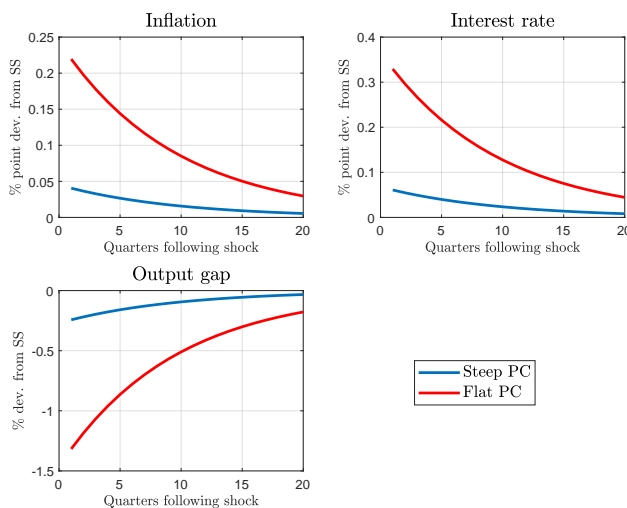 Inflation
% point dev. from SS
0.25
0.2
0.15
0.1
0.05
0
0 5 10 15 20
Quarters following shock
Interest rate
% point dev. from SS
0.4
0.3
0.2
0.1
0
0 5 10 15 20
Quarters following shock
Output gap
% dev. from SS
0
-0.5
-1
-1.5
0 5 10 15 20
Quarters following shock
Steep PC
Flat PC